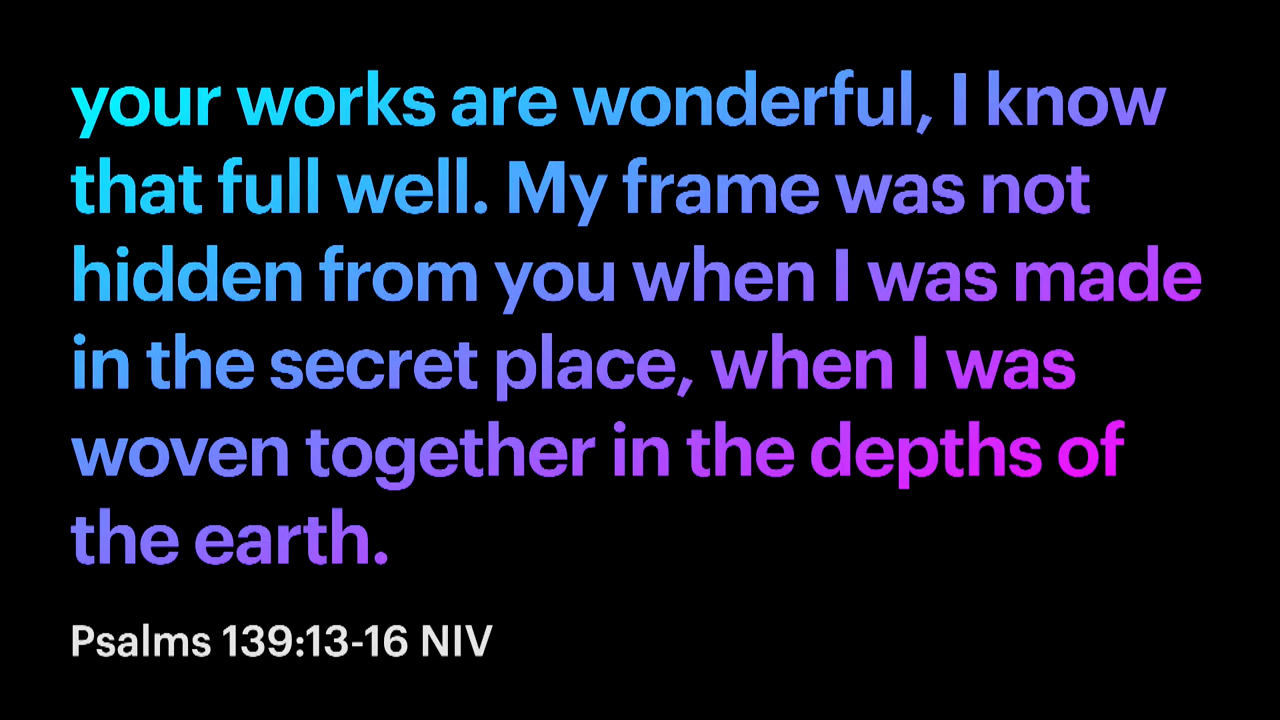 your works are wonderful, I know
that full well. My frame was not
hidden from you when I was made
in the secret place, when I was
woven together in the depths of
the earth.
Psalms 139:13-16 NIV